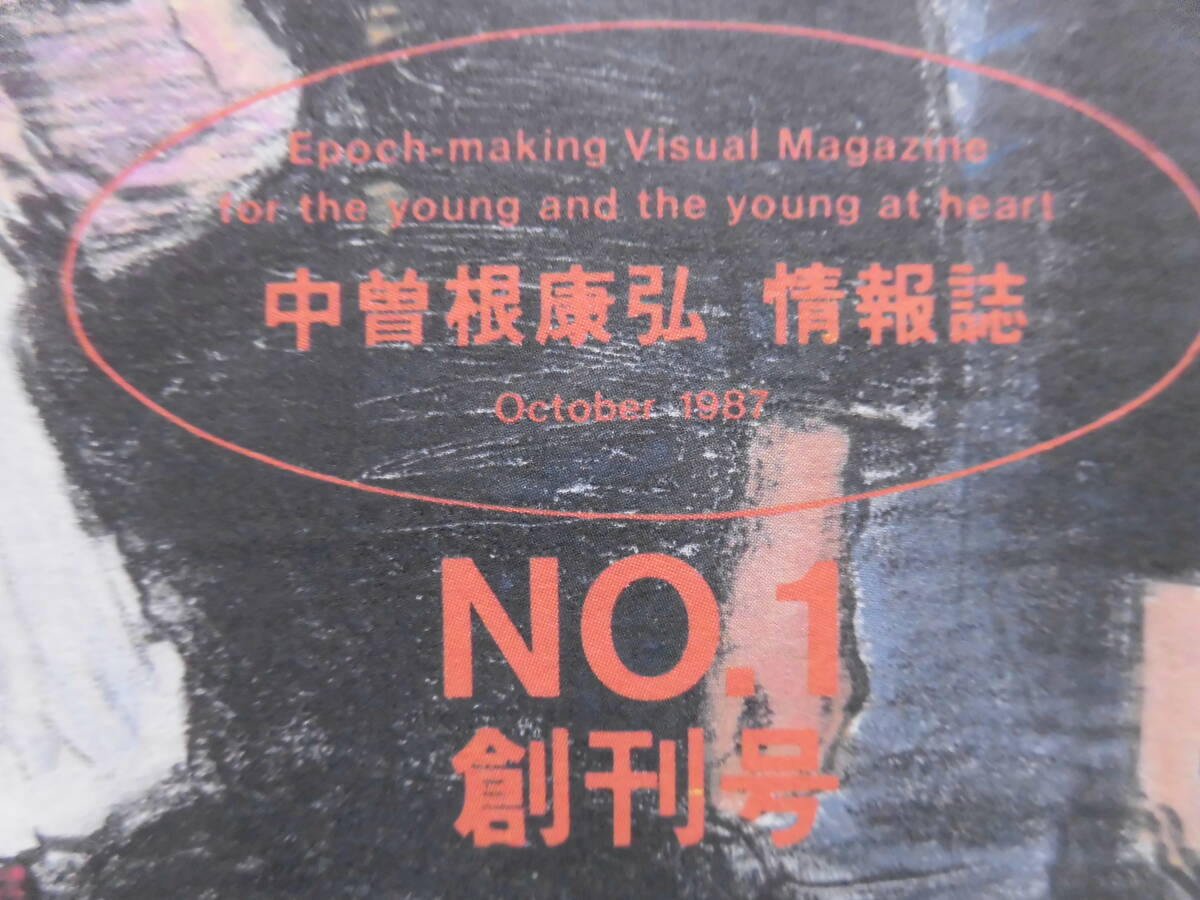 Epoch-making Visual Magazine
for the young and the young at heart
中曽根康弘 情報誌
October 1987
NO.1
創刊号